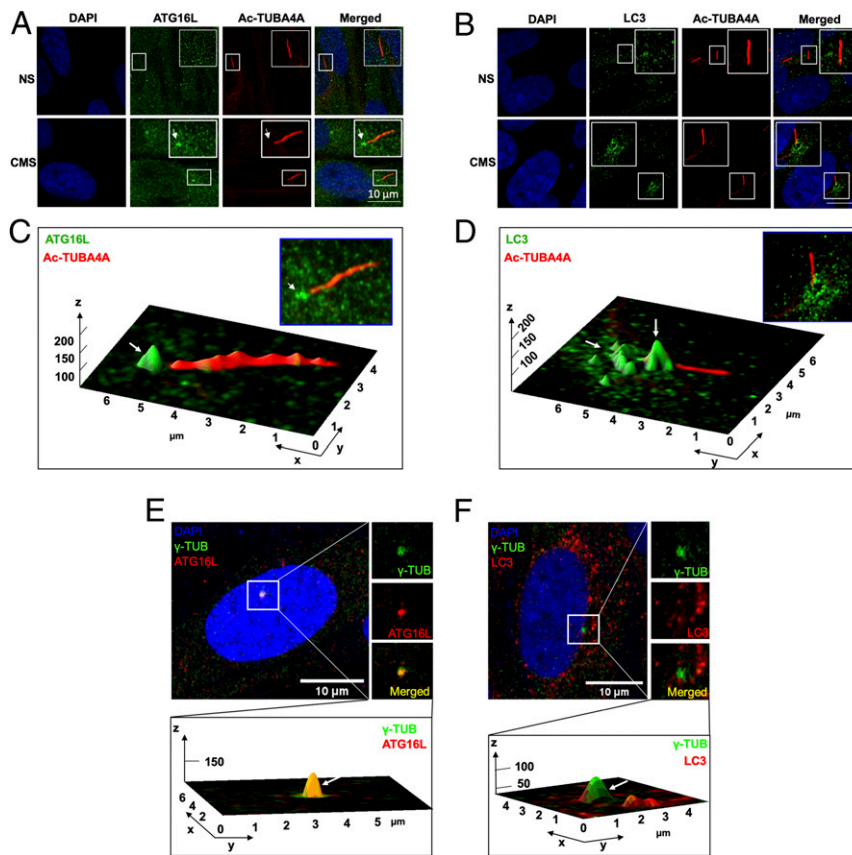 A
DAPI ATG16L Ac-TUBA4A Merged
NS
CMS
10 µm
B
DAPI LC3 Ac-TUBA4A Merged
NS
CMS
C
ATG16L
Ac-TUBA4A
z
200
150
100
6 5 4 3 2 1 0
µm
1 2 3 4
x y
D
LC3
Ac-TUBA4A
z
200
150
100
6 5 4 3 2 1 0
µm
1 2 3 4 5 6
y x
E
DAPI
γ-TUB
ATG16L
10 µm
γ-TUB
ATG16L
Merged
γ-TUB
ATG16L
z
150
6 4 2 0 1 2 3 4 5 µm
x y
F
DAPI
γ-TUB
LC3
10 µm
γ-TUB
LC3
Merged
γ-TUB
LC3
z
100
50
4 3 2 1 0 1 2 3 4
µm
x y